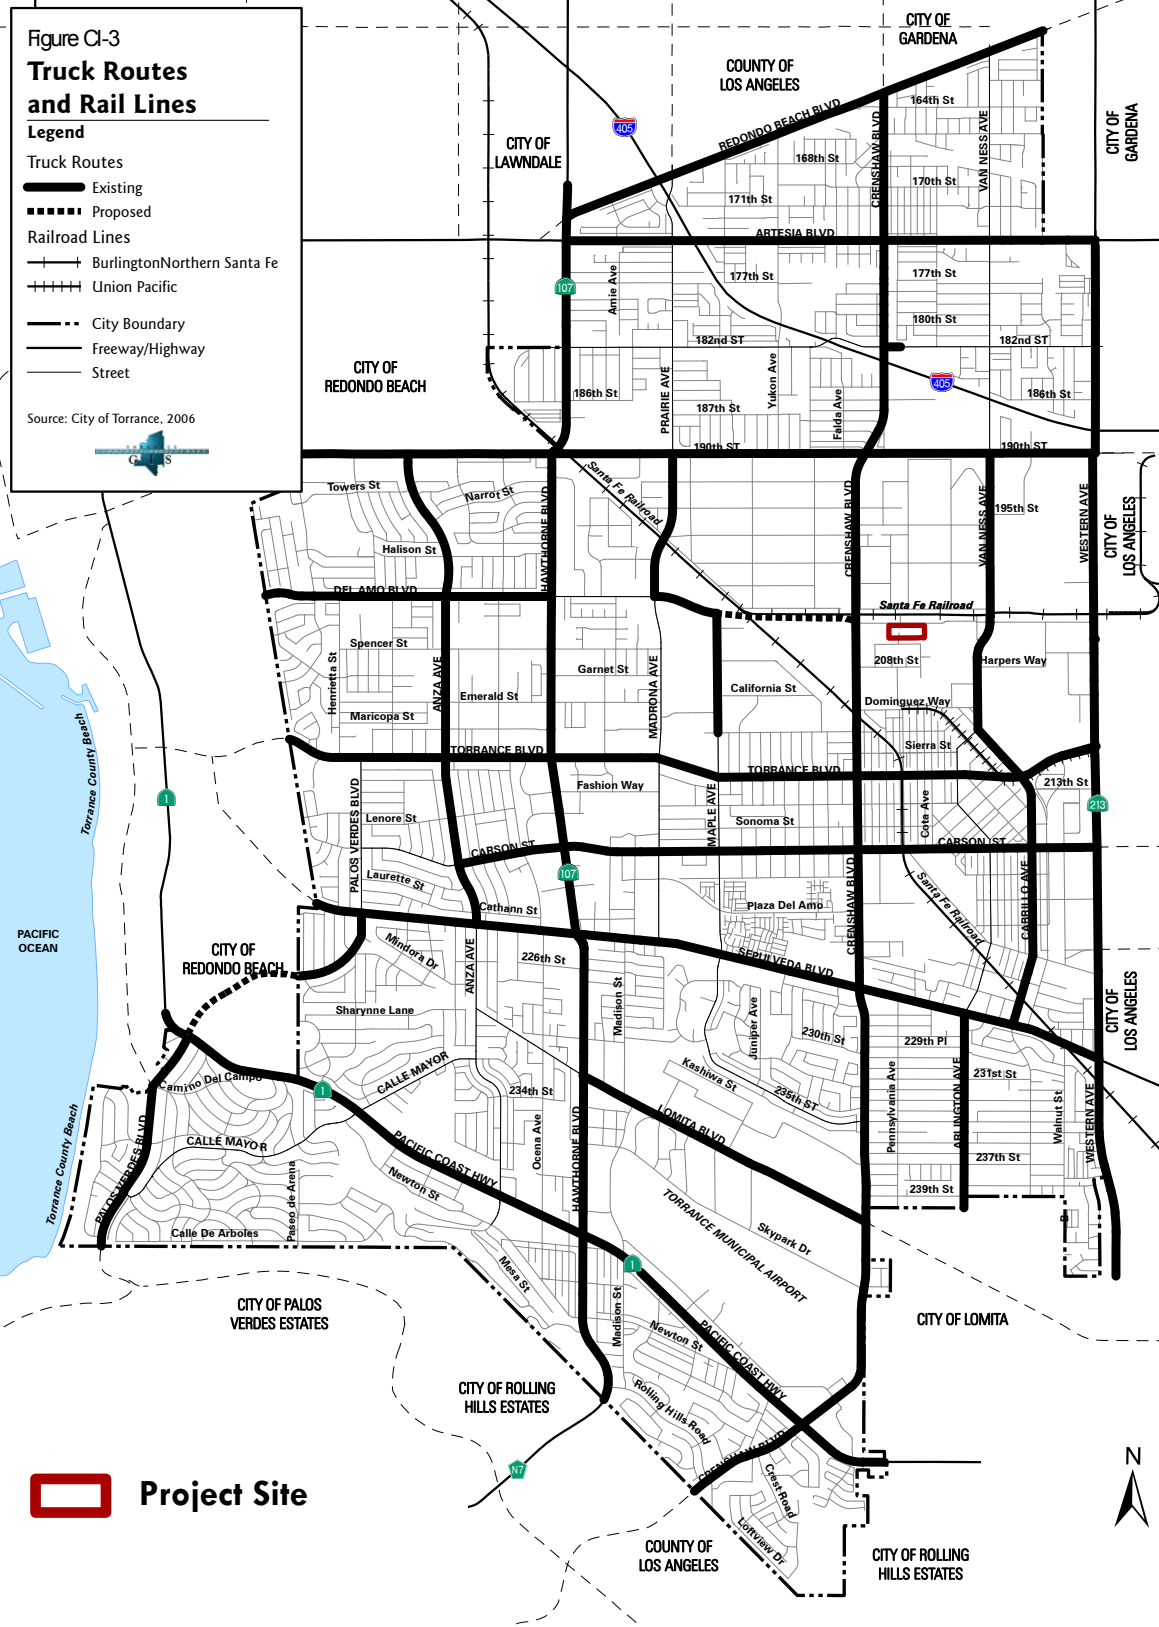 Figure CI-3
Truck Routes
and Rail Lines
Legend
Truck Routes
Existing
Proposed
Railroad Lines
BurlingtonNorthern Santa Fe
Union Pacific
City Boundary
Freeway/Highway
Street
Source: City of Torrance, 2006
G I S
CITY OF
GARDENA
COUNTY OF
LOS ANGELES
CITY OF
LAWNDALE
405
REDONDO BEACH BLVD
164th St
168th St
CRENSHAW BLVD
VAN NESS AVE
170th St
171st St
CITY OF
GARDENA
ARTESIA BLVD
107
Amie Ave
177th St
177th St
180th St
182nd ST
182nd ST
CITY OF
REDONDO BEACH
186th St
PRAIRIE AVE
187th St
Yukon Ave
Falda Ave
405
186th St
190th ST
190th ST
Towers St
Narrot St
Santa Fe Railroad
HAWTHORNE BLVD
CRENSHAW BLVD
VAN NESS AVE
195th St
WESTERN AVE
CITY OF
LOS ANGELES
Halison St
DEL AMO BLVD
Santa Fe Railroad
Spencer St
Henrietta St
ANZA AVE
Garnet St
MADRONA AVE
208th St
Harpers Way
Emerald St
California St
Maricopa St
Dominguez Way
Sierra St
TORRANCE BLVD
TORRANCE BLVD
Torrance County Beach
1
PALOS VERDES BLVD
Fashion Way
MAPLE AVE
213th St
213
Cota Ave
Lenore St
Sonoma St
CARSON ST
CARSON ST
107
Laurette St
Cathann St
Plaza Del Amo
CRENSHAW BLVD
Santa Fe Railroad
CABRILLO AVE
PACIFIC
OCEAN
CITY OF
REDONDO BEACH
Mindora Dr
ANZA AVE
226th St
SEPULVEDA BLVD
Madison St
Sharynne Lane
Juniper Ave
230th St
229th Pl
CITY OF
LOS ANGELES
Camino Del Campo
1
CALLE MAYOR
234th St
Kashiwa St
235th ST
Pennsylvania Ave
ARLINGTON AVE
231st St
Walnut St
WESTERN AVE
Torrance County Beach
PALOS VERDES BLVD
CALLE MAYOR
PACIFIC COAST HWY
Ocena Ave
HAWTHORNE BLVD
LOMITA BLVD
237th St
Paseo de Arena
Newton St
239th St
Calle De Arboles
TORRANCE MUNICIPAL AIRPORT
Skypark Dr
Mesa St
1
CITY OF PALOS
VERDES ESTATES
Madison St
Newton St
PACIFIC COAST HWY
CITY OF LOMITA
CITY OF ROLLING
HILLS ESTATES
Rolling Hills Road
CRENSHAW BLVD
N7
Crest Road
Loftview Dr
COUNTY OF
LOS ANGELES
CITY OF ROLLING
HILLS ESTATES
N
Project Site